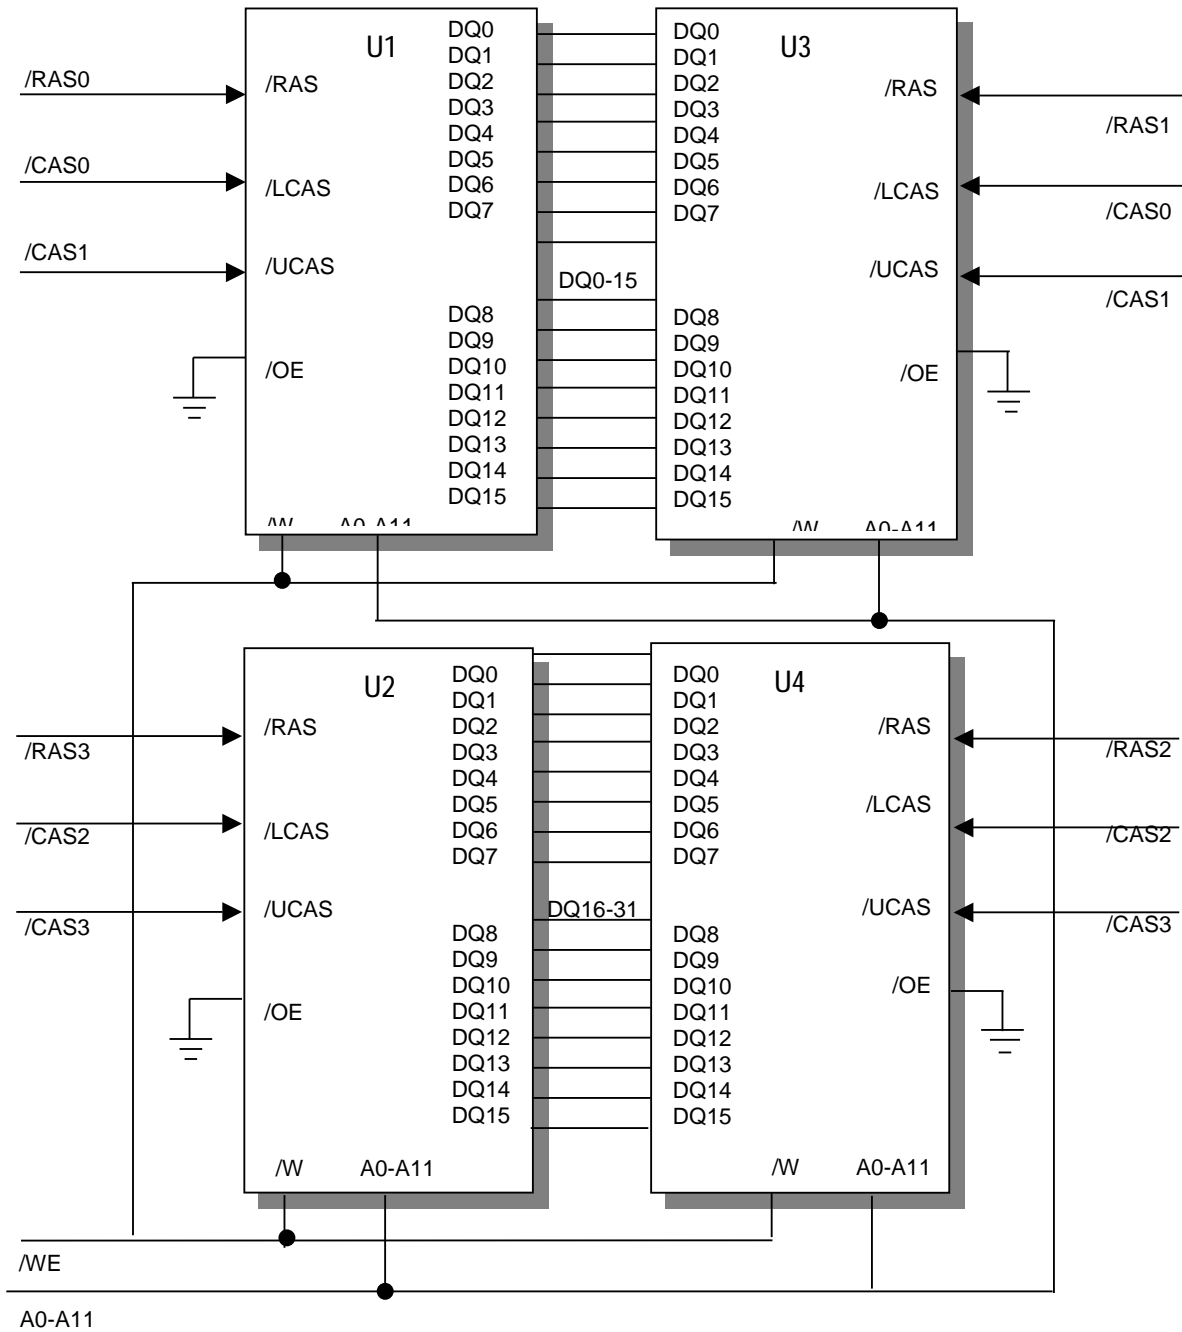 U1
/RAS0
/RAS
/CAS0
/LCAS
/CAS1
/UCAS
/OE
DQ0
DQ1
DQ2
DQ3
DQ4
DQ5
DQ6
DQ7
DQ8
DQ9
DQ10
DQ11
DQ12
DQ13
DQ14
DQ15
/W A0-A11
DQ0-15
U3
DQ0
DQ1
DQ2
DQ3
DQ4
DQ5
DQ6
DQ7
DQ8
DQ9
DQ10
DQ11
DQ12
DQ13
DQ14
DQ15
/RAS
/RAS1
/LCAS
/CAS0
/UCAS
/CAS1
/OE
/W A0-A11
U2
/RAS3
/RAS
/CAS2
/LCAS
/CAS3
/UCAS
/OE
DQ0
DQ1
DQ2
DQ3
DQ4
DQ5
DQ6
DQ7
DQ8
DQ9
DQ10
DQ11
DQ12
DQ13
DQ14
DQ15
/W A0-A11
DQ16-31
U4
DQ0
DQ1
DQ2
DQ3
DQ4
DQ5
DQ6
DQ7
DQ8
DQ9
DQ10
DQ11
DQ12
DQ13
DQ14
DQ15
/RAS
/RAS2
/LCAS
/CAS2
/UCAS
/CAS3
/OE
/W A0-A11
/WE
A0-A11